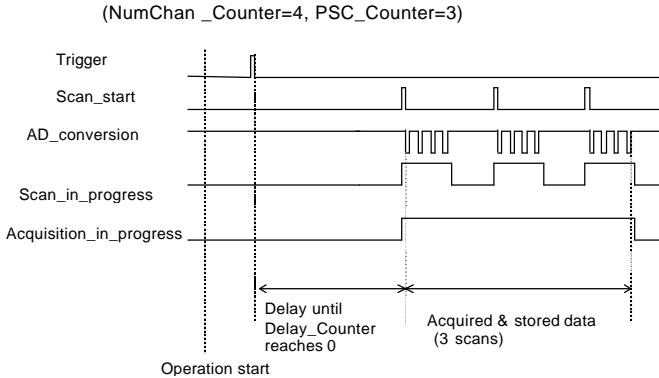 (NumChan _Counter=4, PSC_Counter=3)
Trigger
Scan_start
AD_conversion
Scan_in_progress
Acquisition_in_progress
Delay until
Delay_Counter
reaches 0
Acquired & stored data
(3 scans)
Operation start